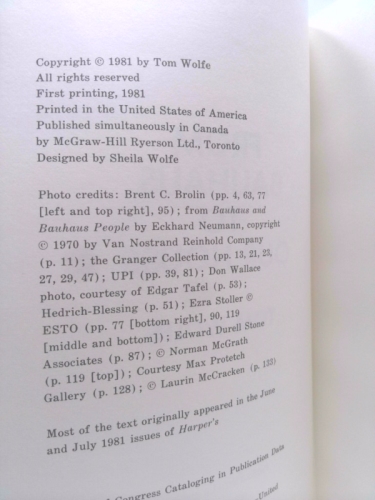 Copyright © 1981 by Tom Wolfe
All rights reserved
First printing, 1981
Printed in the United States of America
Published simultaneously in Canada
by McGraw-Hill Ryerson Ltd., Toronto
Designed by Sheila Wolfe
Photo credits: Brent C. Brolin (pp. 4, 63, 77
[left and top right], 95); from Bauhaus and
Bauhaus People by Eckhard Neumann, copyright
© 1970 by Van Nostrand Reinhold Company
(p. 11); the Granger Collection (pp. 13, 21, 23,
27, 29, 47); UPI (pp. 39, 81); Don Wallace
photo, courtesy of Edgar Tafel (p. 53);
Hedrich-Blessing (p. 51); Ezra Stoller ©
ESTO (pp. 77 [bottom right], 90, 119
[middle and bottom]); Edward Durell Stone
Associates (p. 87); © Norman McGrath
(p. 119 [top]); Courtesy Max Protetch
Gallery (p. 128); © Laurin McCracken (p. 133)
Most of the text originally appeared in the June
and July 1981 issues of Harper's
Congress Cataloging in Publication Data
United